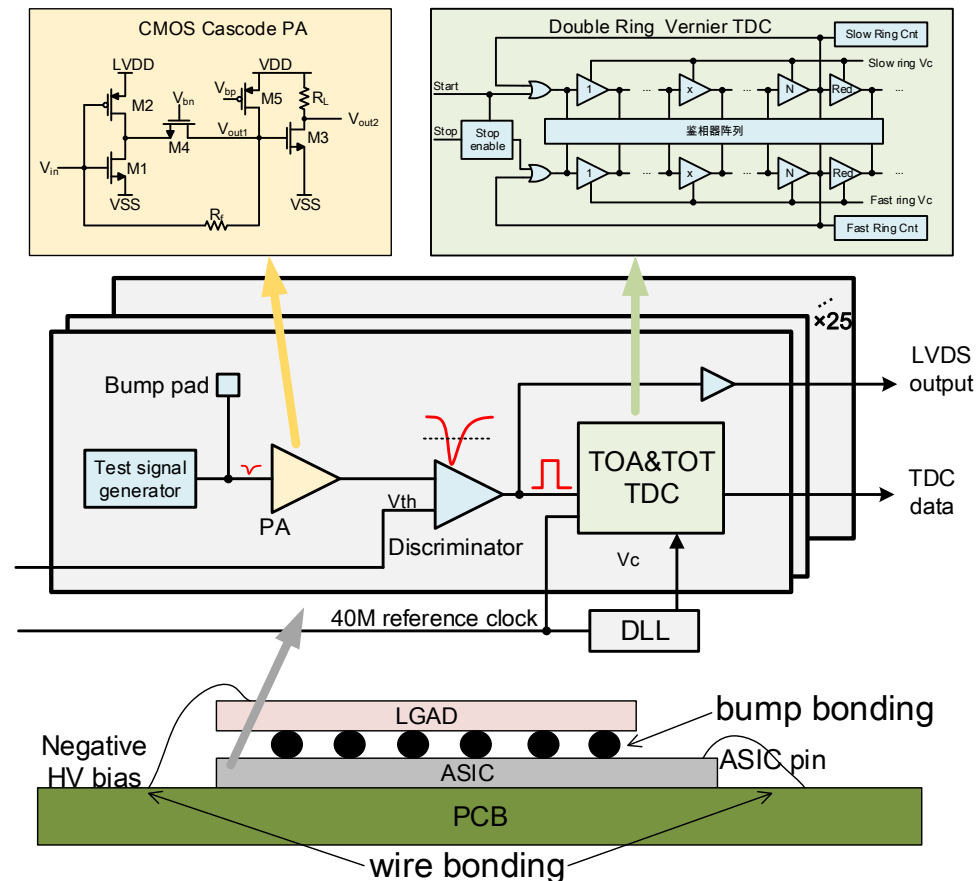 CMOS Cascade PA
LVDD
M2
Vbn
Vbp
VDD
M5
RL
Vout2
Vout1
M3
M4
Vin
M1
VSS
VSS
Rf
Double Ring Vernier TDC
Slow Ring Cnt
Slow ring Vc
Start
1
...
x
...
N
Red
...
Stop
Stop
enable
鉴相器阵列
1
...
x
...
N
Red
...
Fast ring Vc
Fast Ring Cnt
...
×25
LVDS
output
Bump pad
Test signal
generator
PA
Vth
Discriminator
TOA&TOT
TDC
TDC
data
Vc
40M reference clock
DLL
LGAD
bump bonding
Negative
HV bias
ASIC
ASIC pin
PCB
wire bonding